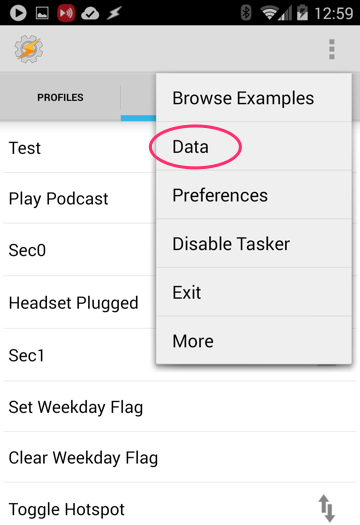 12:59
PROFILES
Browse Examples
Data
Preferences
Disable Tasker
Exit
More
Test
Play Podcast
Sec0
Headset Plugged
Sec1
Set Weekday Flag
Clear Weekday Flag
Toggle Hotspot